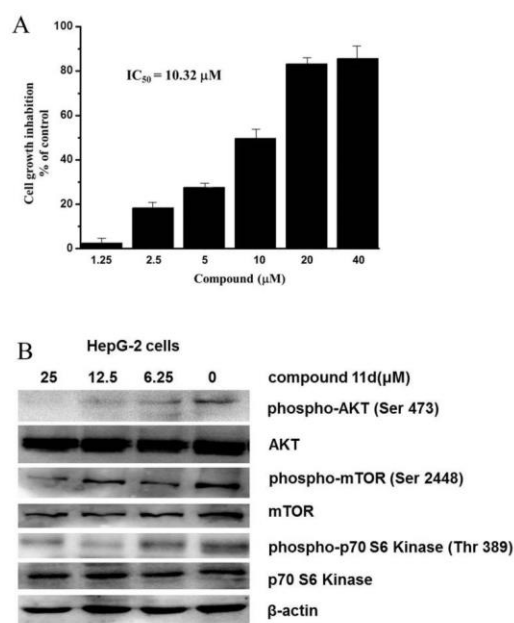 A
IC50 = 10.32 μM
Cell growth inhabition
% of control
100
80
60
40
20
0
1.25 2.5 5 10 20 40
Compound (μM)
B
HepG-2 cells
25 12.5 6.25 0 compound 11d(μM)
phospho-AKT (Ser 473)
AKT
phospho-mTOR (Ser 2448)
mTOR
phospho-p70 S6 Kinase (Thr 389)
p70 S6 Kinase
β-actin